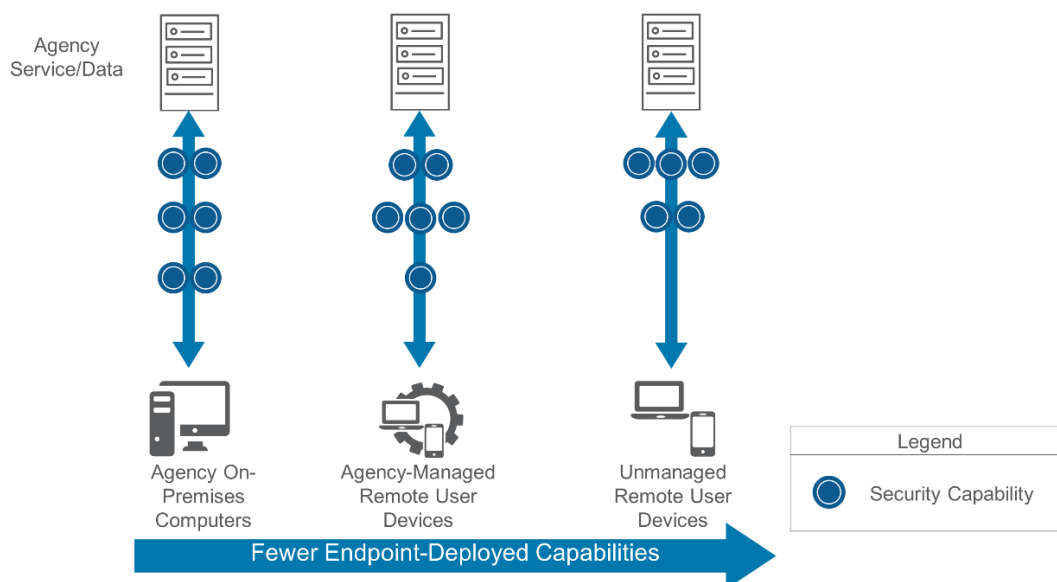 Agency
Service/Data
Agency On-
Premises
Computers
Agency-Managed
Remote User
Devices
Unmanaged
Remote User
Devices
Legend
Security Capability
Fewer Endpoint-Deployed Capabilities